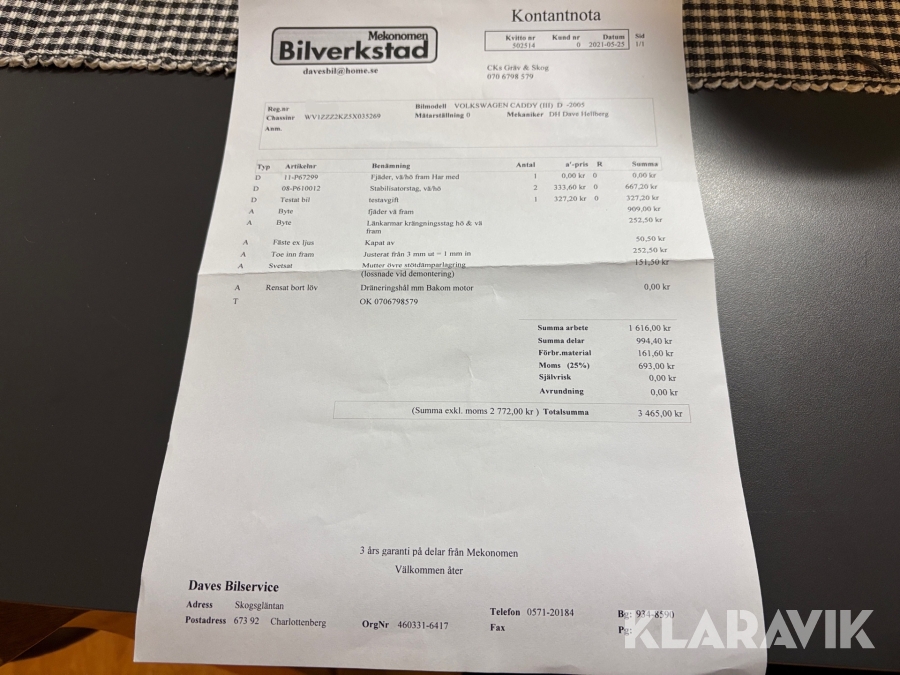 Kontantnota
Mekonomen
Bilverkstad
davesbil@home.se
Kvitto nr Kund nr Datum Sid
502514 0 2021-05-25 1/1
CKs Gräv & Skog
070 6798 579
Reg.nr Bilmodell VOLKSWAGEN CADDY (III) D -2005
Chassinr WV1ZZZ2KZ5X035269 Mätarställning 0 Mekaniker DH Dave Hellberg
Anm.
Typ Artikelnr Benämning Antal a'-pris R Summa
D 11-P67299 Fjäder, vä/hö fram Har med 1 0,00 kr 0 0,00 kr
D 08-P610012 Stabilisatorstag, vä/hö 2 333,60 kr 0 667,20 kr
D Testat bil testavgift 1 327,20 kr 0 327,20 kr
A Byte fjäder vä fram 909,00 kr
A Byte Länkarmar krängningsstag hö & vä fram 252,50 kr
A Fäste ex ljus Kapat av 50,50 kr
A Toe inn fram Justerat från 3 mm ut - 1 mm in 252,50 kr
A Svetsat Mutter övre stötdämparlagring 151,50 kr
(lossnade vid demontering)
A Rensat bort löv Dräneringshål mm Bakom motor 0,00 kr
T OK 0706798579
Summa arbete 1 616,00 kr
Summa delar 994,40 kr
Förbr.material 161,60 kr
Moms (25%) 693,00 kr
Självrisk 0,00 kr
Avrundning 0,00 kr
(Summa exkl. moms 2 772,00 kr ) Totalsumma 3 465,00 kr
3 års garanti på delar från Mekonomen
Välkommen åter
Daves Bilservice
Adress Skogsgläntan
Postadress 673 92 Charlottenberg
OrgNr 460331-6417
Telefon 0571-20184
Fax
Bg: 934-8590
Pg:
KLARAVIK